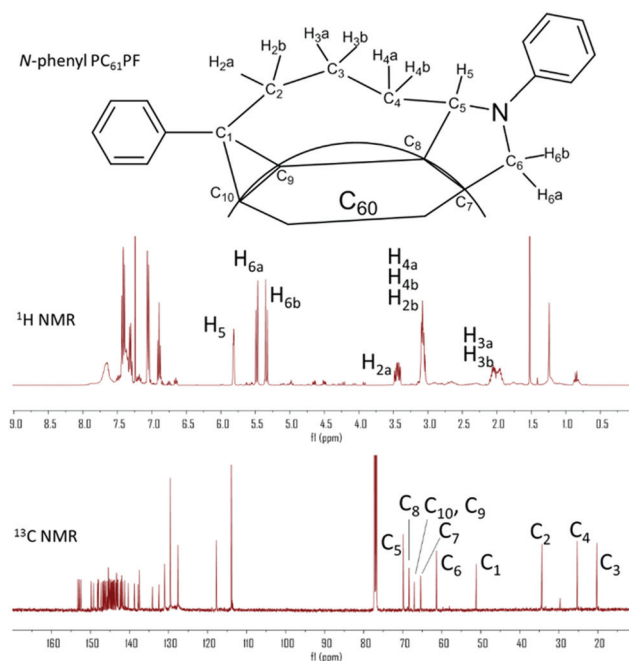 N-phenyl PC₆₁PF
H₂ₐ H₂b H₃ₐ H₃b H₄ₐ H₄b H₅
C₁ C₂ C₃ C₄ C₅ N
C₈ C₉ C₆ H₆b
C₁₀ C₆₀ C₇ H₆ₐ
¹H NMR
H₅ H₆ₐ H₆b H₂ₐ
H₄ₐ
H₄b
H₂b
H₃ₐ
H₃b
9.0 8.5 8.0 7.5 7.0 6.5 6.0 5.5 5.0 4.5 4.0 3.5 3.0 2.5 2.0 1.5 1.0 0.5
f1 (ppm)
¹³C NMR
C₅ C₈ C₁₀, C₉ C₇ C₆ C₁ C₂ C₄ C₃
160 150 140 130 120 110 100 90 80 70 60 50 40 30 20
f1 (ppm)